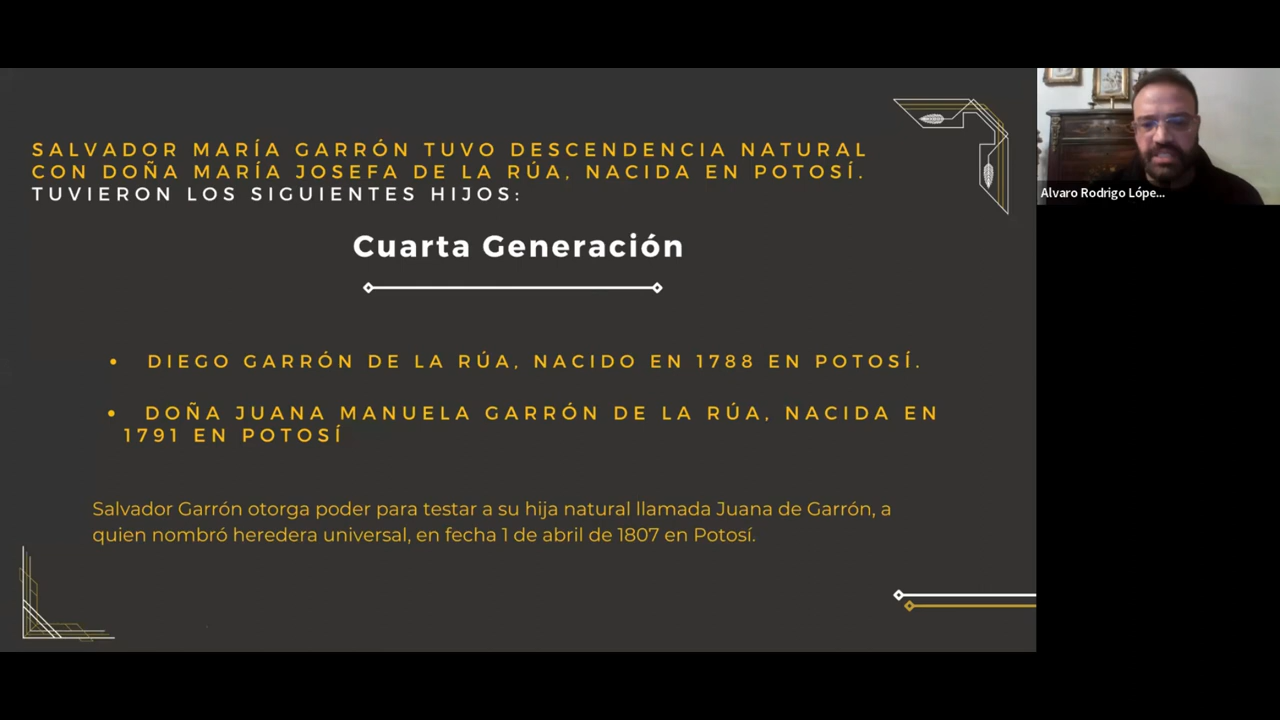 SALVADOR MARÍA GARRÓN TUVO DESCENDENCIA NATURAL
CON DOÑA MARÍA JOSEFA DE LA RÚA, NACIDA EN POTOSÍ.
TUVIERON LOS SIGUIENTES HIJOS:
Cuarta Generación
• DIEGO GARRÓN DE LA RÚA, NACIDO EN 1788 EN POTOSÍ.
• DOÑA JUANA MANUELA GARRÓN DE LA RÚA, NACIDA EN
1791 EN POTOSÍ
Salvador Garrón otorga poder para testar a su hija natural llamada Juana de Garrón, a
quien nombró heredera universal, en fecha 1 de abril de 1807 en Potosí.
Alvaro Rodrigo Lópe...